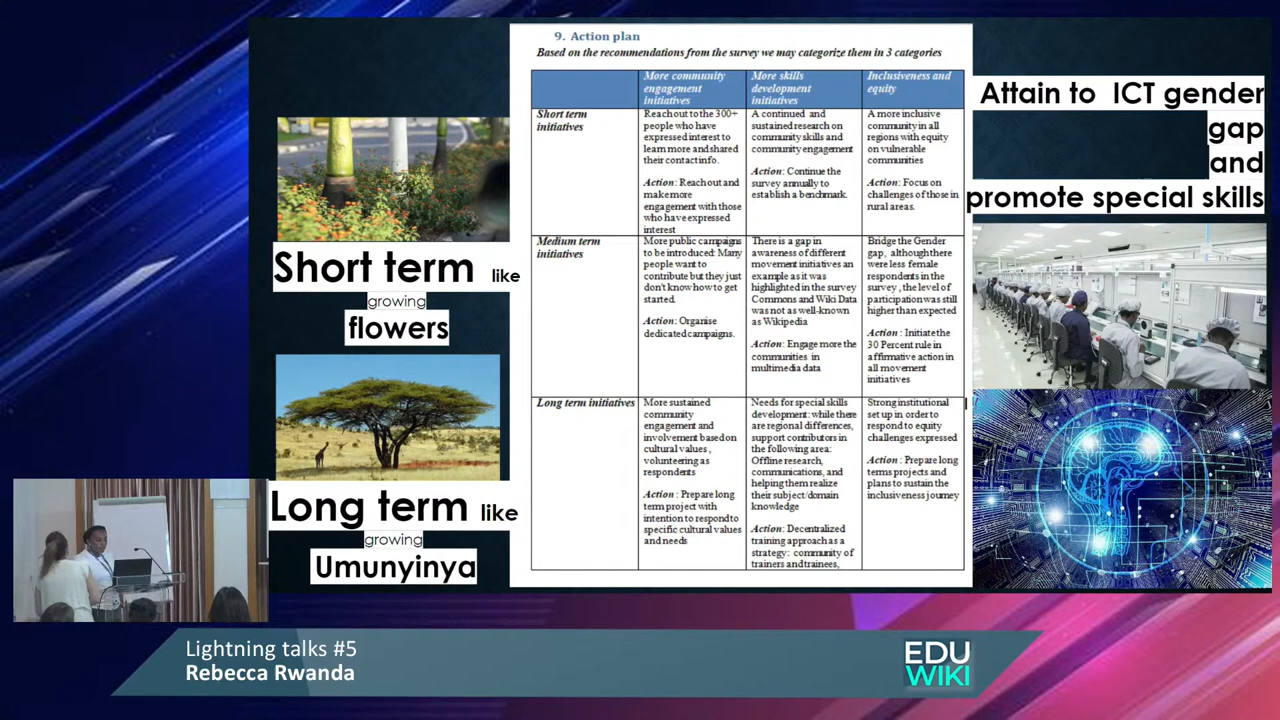 9. Action plan
Based on the recommendations from the survey we may categorize them in 3 categories
More community
engagement
initiatives
More skills
development
initiatives
Inclusiveness and
equity
Short term
initiatives
Reach out to the 300+
people who have
expressed interest to
learn more and shared
their contact info.
Action: Reachout and
make more
engagement with those
who have expressed
interest
A continued and
sustained research on
community skills and
community engagement
Action: Continue the
survey annually to
establish a benchmark.
A more inclusive
community in all
regions with equity
on vulnerable
communities
Action: Focus on
challenges of those in
rural areas.
Medium term
initiatives
More public campaigns
to be introduced: Many
people want to
contribute but they just
don't know how to get
started.
Action: Organise
dedicated campaigns.
There is a gap in
awareness of different
movement initiatives an
example as it was
highlighted in the survey
Commons and Wiki Data
was not as well-known
as Wikipedia
Action: Engage more the
communities in
multimedia data
Bridge the Gender
gap, although there
were less female
respondents in the
survey , the level of
participation was still
higher than expected
Action : Initiate the
30 Percent rule in
affirmative action in
all movement
initiatives
Long term initiatives
More sustained
community
engagement and
involvement based on
cultural values ,
volunteering as
respondents
Action : Prepare long
term project with
intention to respond to
specific cultural values
and needs
Needs for special skills
development: while there
are regional differences,
support contributors in
the following area:
Offline research,
communications, and
helping them realize
their subject/domain
knowledge
Action: Decentralized
training approach as a
strategy: community of
trainers and trainees,
Strong institutional
set up in order to
respond to equity
challenges expressed
Action : Prepare long
terms projects and
plans to sustain the
inclusiveness journey
Short term like
growing
flowers
Long term like
growing
Umunyinya
Attain to ICT gender
gap
and
promote special skills
Lightning talks #5
Rebecca Rwanda
EDU
WIKI